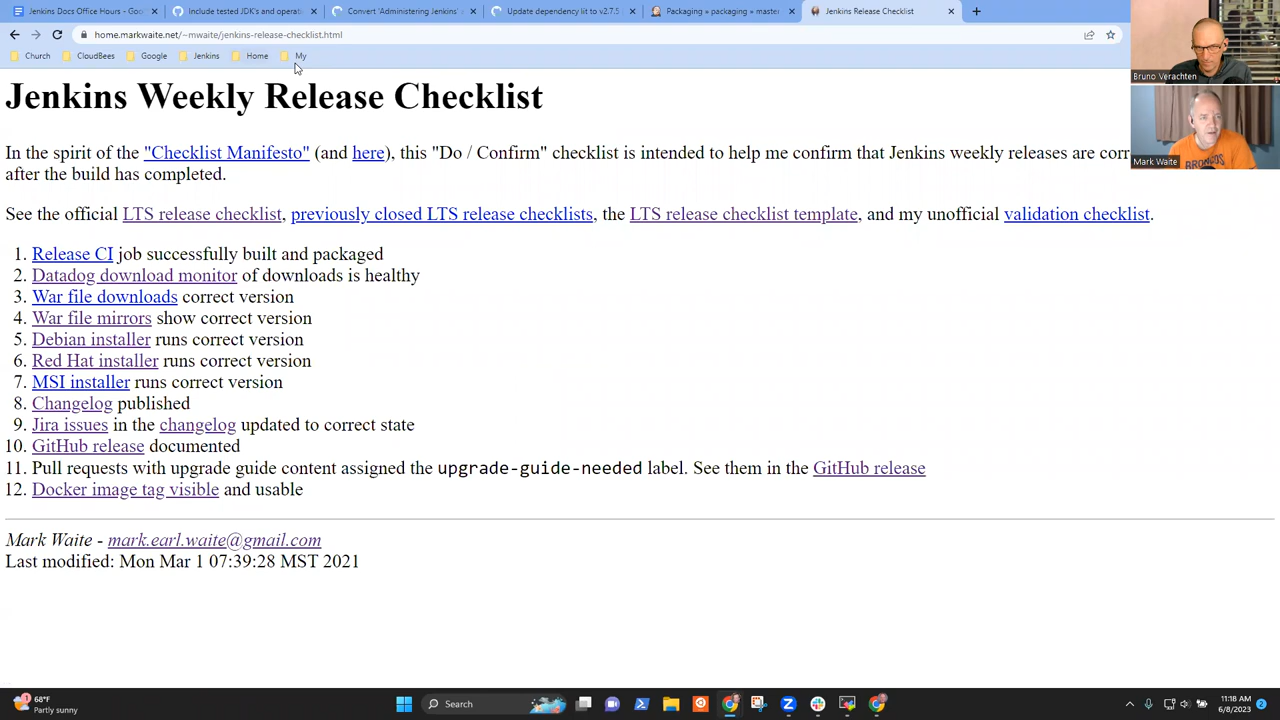 Jenkins Docs Office Hours - Goo
Include tested JDK's and operati
Convert 'Administering Jenkins' a
Update dependency lit to v2.7.5
Packaging » packaging » master
Jenkins Release Checklist
home.markwaite.net/~mwaite/jenkins-release-checklist.html
Church CloudBees Google Jenkins Home My
Bruno Verachten
Mark Waite
BRONCOS
Jenkins Weekly Release Checklist
In the spirit of the "Checklist Manifesto" (and here), this "Do / Confirm" checklist is intended to help me confirm that Jenkins weekly releases are corr
after the build has completed.
See the official LTS release checklist, previously closed LTS release checklists, the LTS release checklist template, and my unofficial validation checklist.
1. Release CI job successfully built and packaged
2. Datadog download monitor of downloads is healthy
3. War file downloads correct version
4. War file mirrors show correct version
5. Debian installer runs correct version
6. Red Hat installer runs correct version
7. MSI installer runs correct version
8. Changelog published
9. Jira issues in the changelog updated to correct state
10. GitHub release documented
11. Pull requests with upgrade guide content assigned the upgrade-guide-needed label. See them in the GitHub release
12. Docker image tag visible and usable
Mark Waite - mark.earl.waite@gmail.com
Last modified: Mon Mar 1 07:39:28 MST 2021
1
68°F
Partly sunny
Search
11:18 AM
6/8/2023
2